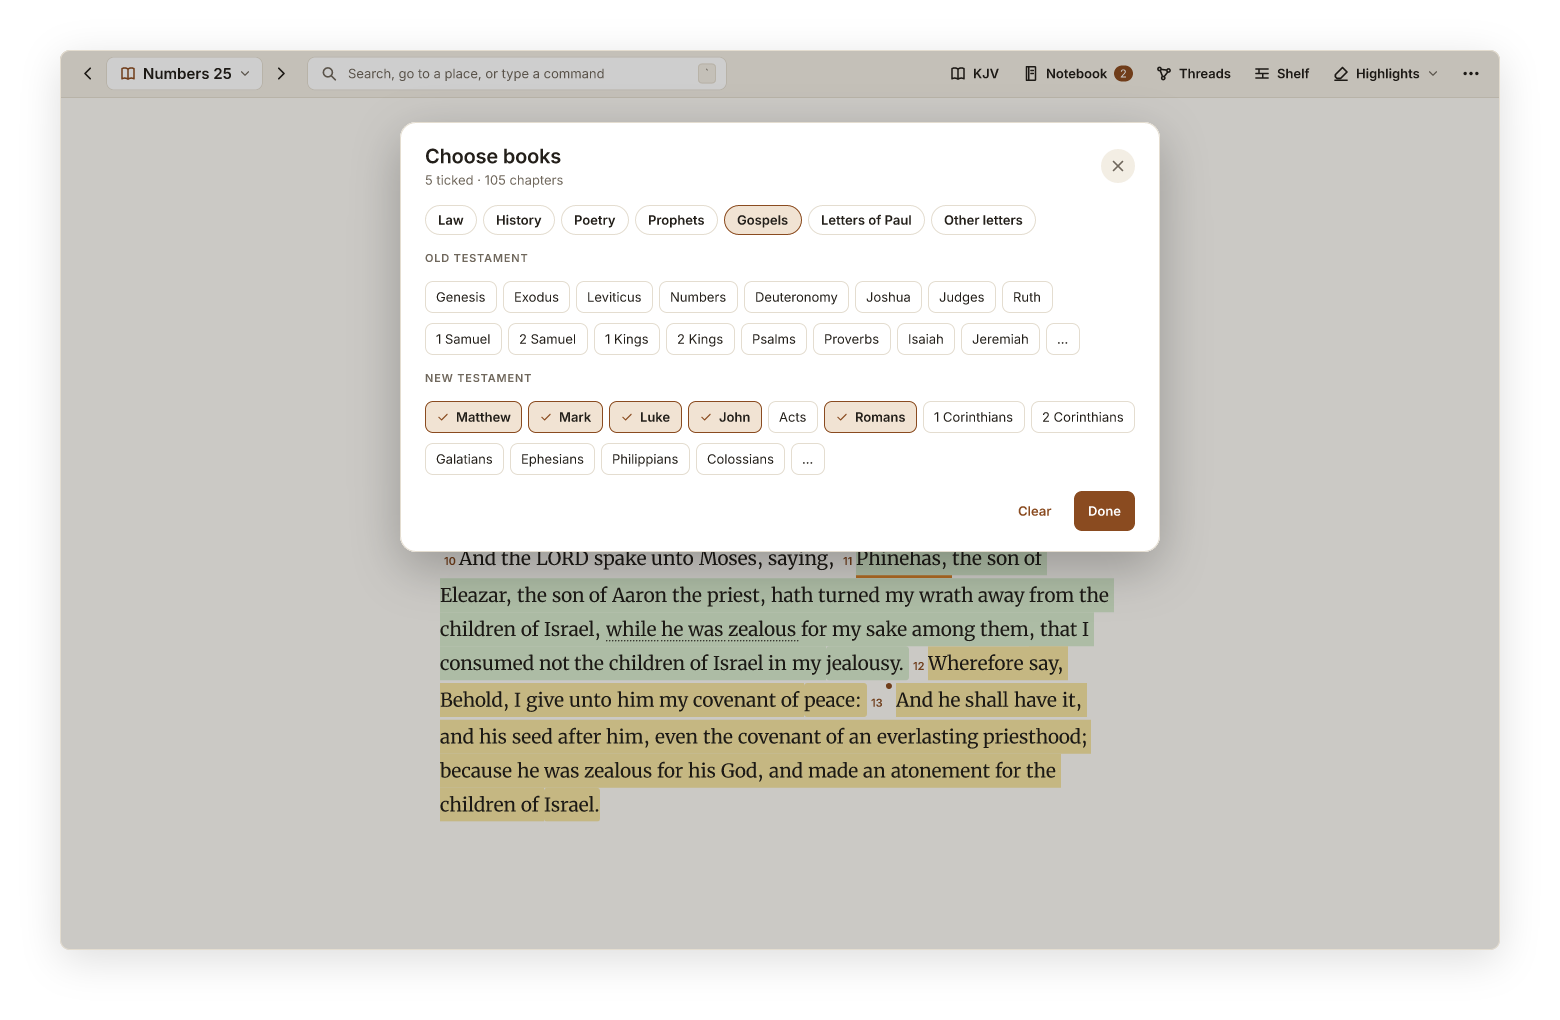 Numbers 25 Search, go to a place, or type a command KJV Notebook 2 Threads Shelf Highlights
Choose books
5 ticked · 105 chapters
Law History Poetry Prophets Gospels Letters of Paul Other letters
OLD TESTAMENT
Genesis Exodus Leviticus Numbers Deuteronomy Joshua Judges Ruth
1 Samuel 2 Samuel 1 Kings 2 Kings Psalms Proverbs Isaiah Jeremiah ...
NEW TESTAMENT
Matthew Mark Luke John Acts Romans 1 Corinthians 2 Corinthians
Galatians Ephesians Philippians Colossians ...
Clear Done
10 And the LORD spake unto Moses, saying, 11 Phinehas, the son of
Eleazar, the son of Aaron the priest, hath turned my wrath away from the
children of Israel, while he was zealous for my sake among them, that I
consumed not the children of Israel in my jealousy. 12 Wherefore say,
Behold, I give unto him my covenant of peace: 13 And he shall have it,
and his seed after him, even the covenant of an everlasting priesthood;
because he was zealous for his God, and made an atonement for the
children of Israel.